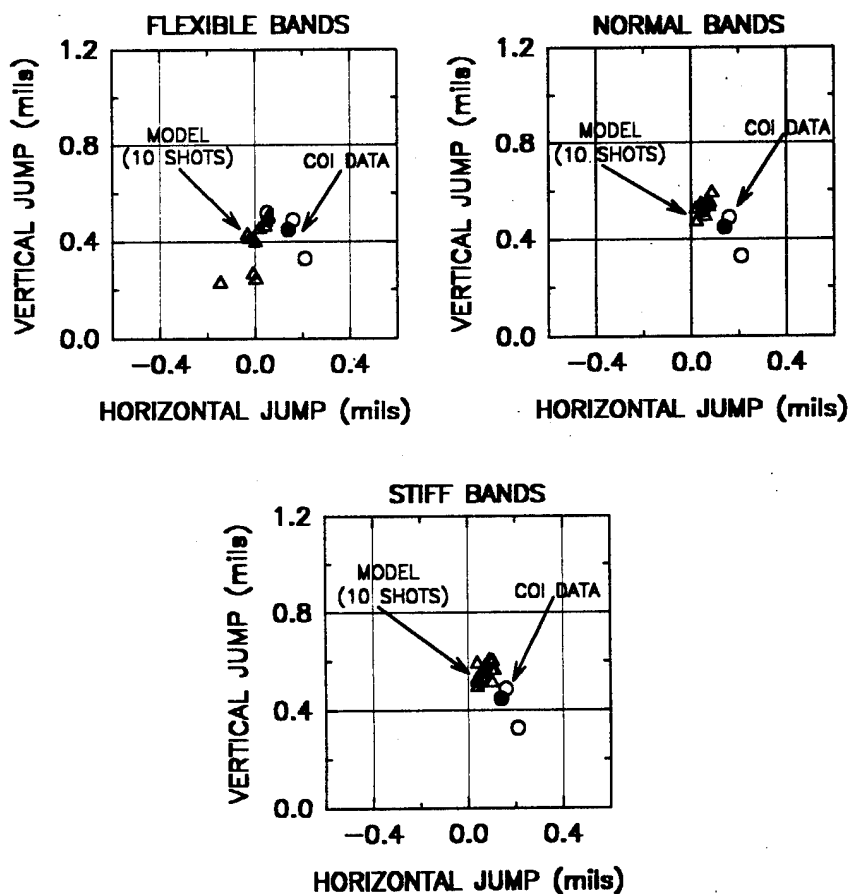 FLEXIBLE BANDS
VERTICAL JUMP (mils)
1.2
0.8
0.4
0.0
MODEL
(10 SHOTS)
COI DATA
−0.4 0.0 0.4
HORIZONTAL JUMP (mils)
NORMAL BANDS
VERTICAL JUMP (mils)
1.2
0.8
0.4
0.0
MODEL
(10 SHOTS)
COI DATA
−0.4 0.0 0.4
HORIZONTAL JUMP (mils)
STIFF BANDS
VERTICAL JUMP (mils)
1.2
0.8
0.4
0.0
MODEL
(10 SHOTS)
COI DATA
−0.4 0.0 0.4
HORIZONTAL JUMP (mils)